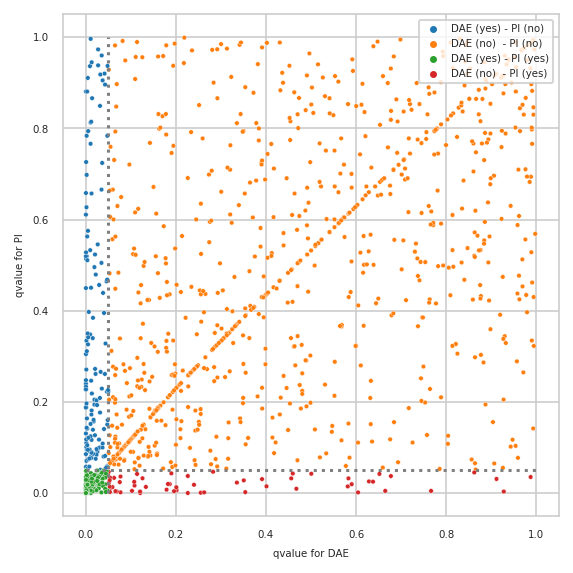 DAE (yes) - PI (no)
DAE (no)  - PI (no)
DAE (yes) - PI (yes)
DAE (no)  - PI (yes)
1.0
0.8
0.6
0.4
0.2
0.0
qvalue for PI
0.0 0.2 0.4 0.6 0.8 1.0
qvalue for DAE